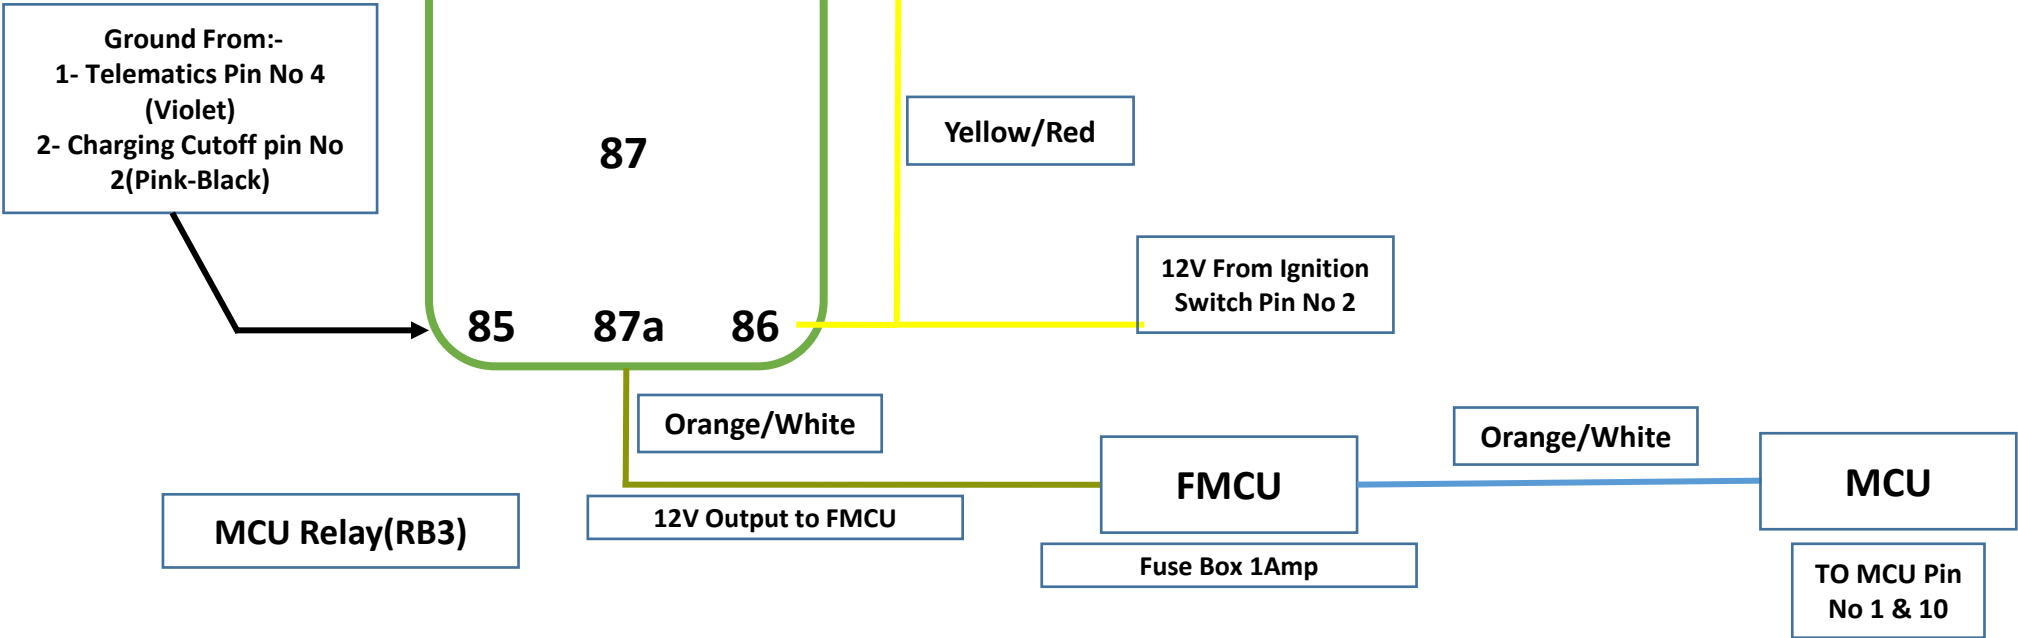 Ground From:-
1- Telematics Pin No 4
(Violet)
2- Charging Cutoff pin No
2(Pink-Black)
87
Yellow/Red
12V From Ignition
Switch Pin No 2
85 87a 86
Orange/White
Orange/White
FMCU
MCU
12V Output to FMCU
MCU Relay(RB3)
Fuse Box 1Amp
TO MCU Pin
No 1 & 10